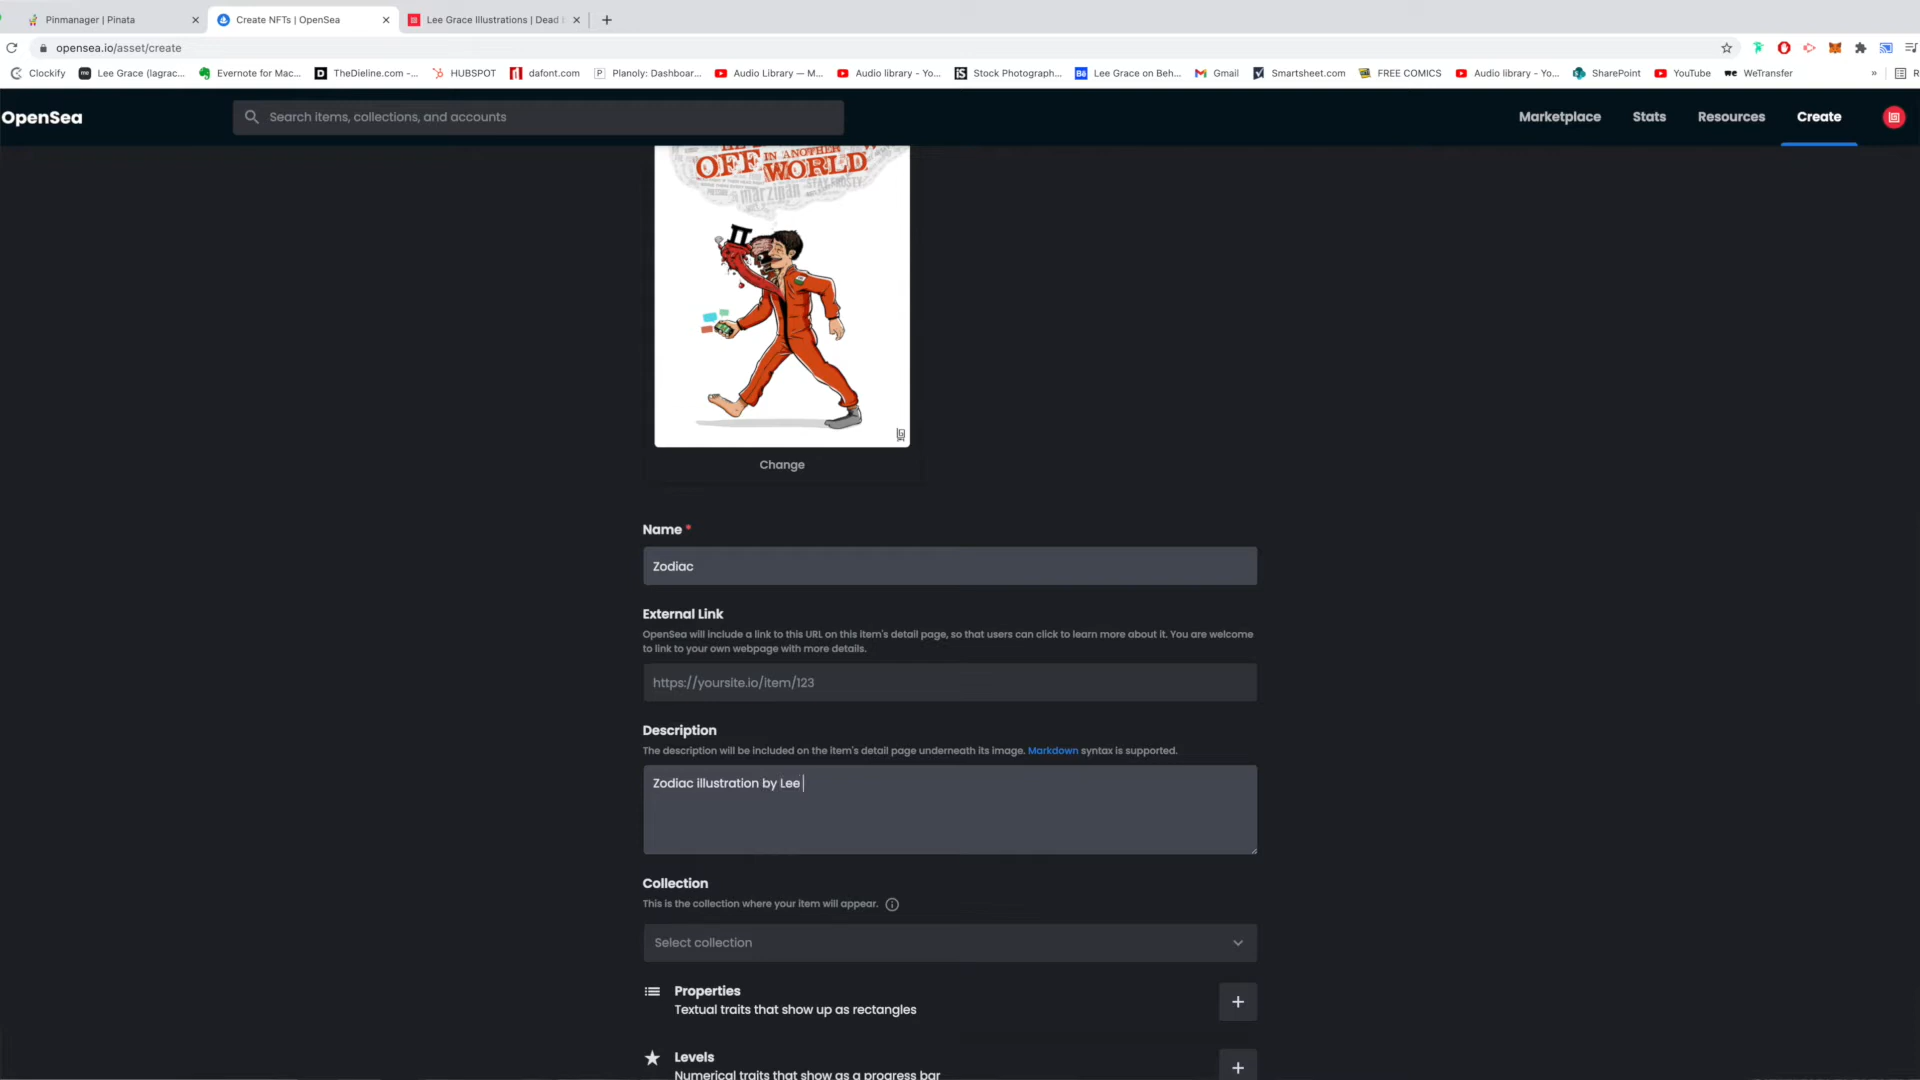 Pinmanager | Pinata
Create NFTs | OpenSea
Lee Grace Illustrations | Dead
opensea.io/asset/create
Clockify
Lee Grace (lagrac...
Evernote for Mac...
TheDieline.com -...
HUBSPOT
dafont.com
Planoly: Dashboar...
Audio Library — M...
Audio library - Yo...
Stock Photograph...
Lee Grace on Beh...
Gmail
Smartsheet.com
FREE COMICS
Audio library - Yo...
SharePoint
YouTube
WeTransfer
»
R
OpenSea
Search items, collections, and accounts
Marketplace
Stats
Resources
Create
OFF IN ANOTHER WORLD
marzipan
STAY FROSTY
Change
Name *
Zodiac
External Link
OpenSea will include a link to this URL on this item's detail page, so that users can click to learn more about it. You are welcome
to link to your own webpage with more details.
https://yoursite.io/item/123
Description
The description will be included on the item's detail page underneath its image. Markdown syntax is supported.
Zodiac illustration by Lee
Collection
This is the collection where your item will appear.
Select collection
Properties
Textual traits that show up as rectangles
Levels
Numerical traits that show as a progress bar